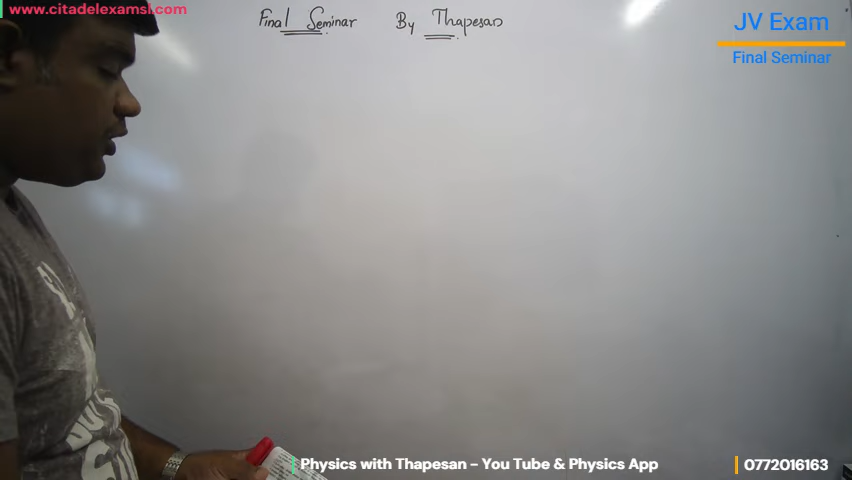 www.citadelexamsl.com
Final Seminar By Thapesan
JV Exam
Final Seminar
Physics with Thapesan - You Tube & Physics App
0772016163